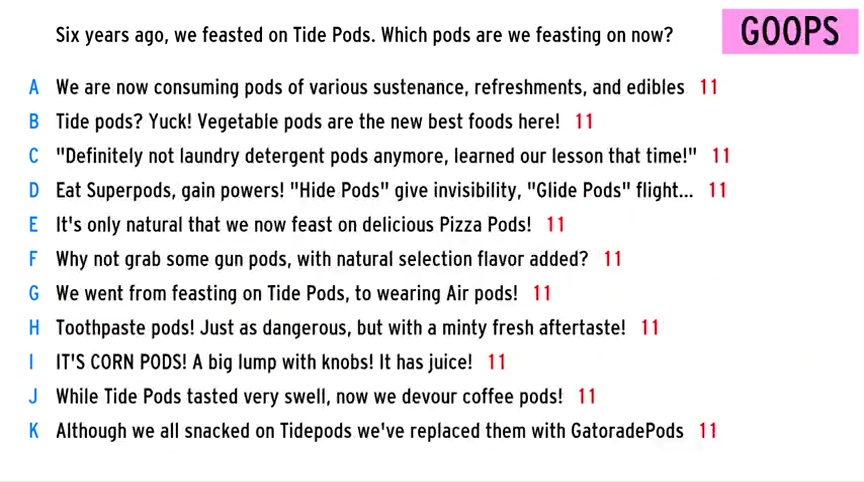 Six years ago, we feasted on Tide Pods. Which pods are we feasting on now?
GOOPS
A We are now consuming pods of various sustenance, refreshments, and edibles 11
B Tide pods? Yuck! Vegetable pods are the new best foods here! 11
C "Definitely not laundry detergent pods anymore, learned our lesson that time!" 11
D Eat Superpods, gain powers! "Hide Pods" give invisibility, "Glide Pods" flight... 11
E It's only natural that we now feast on delicious Pizza Pods! 11
F Why not grab some gun pods, with natural selection flavor added? 11
G We went from feasting on Tide Pods, to wearing Air pods! 11
H Toothpaste pods! Just as dangerous, but with a minty fresh aftertaste! 11
I IT'S CORN PODS! A big lump with knobs! It has juice! 11
J While Tide Pods tasted very swell, now we devour coffee pods! 11
K Although we all snacked on Tidepods we've replaced them with GatoradePods 11